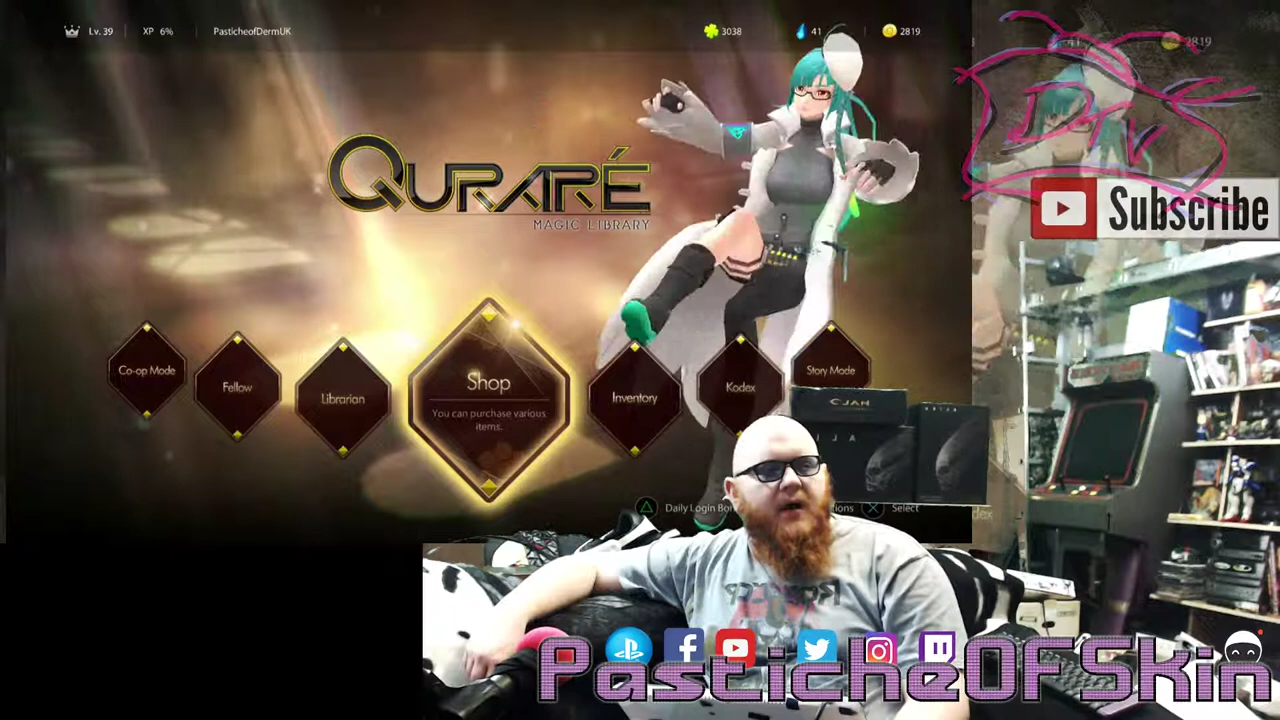 Lv. 39 XP 6% PasticheofDermUK 3038 41 2819
QURARÉ
MAGIC LIBRARY
DTV
Subscribe
Co-op Mode
Fellow
Librarian
Shop
You can purchase various
items.
Inventory
Kodex
Story Mode
Daily Login
Select
PasticheOFSkin